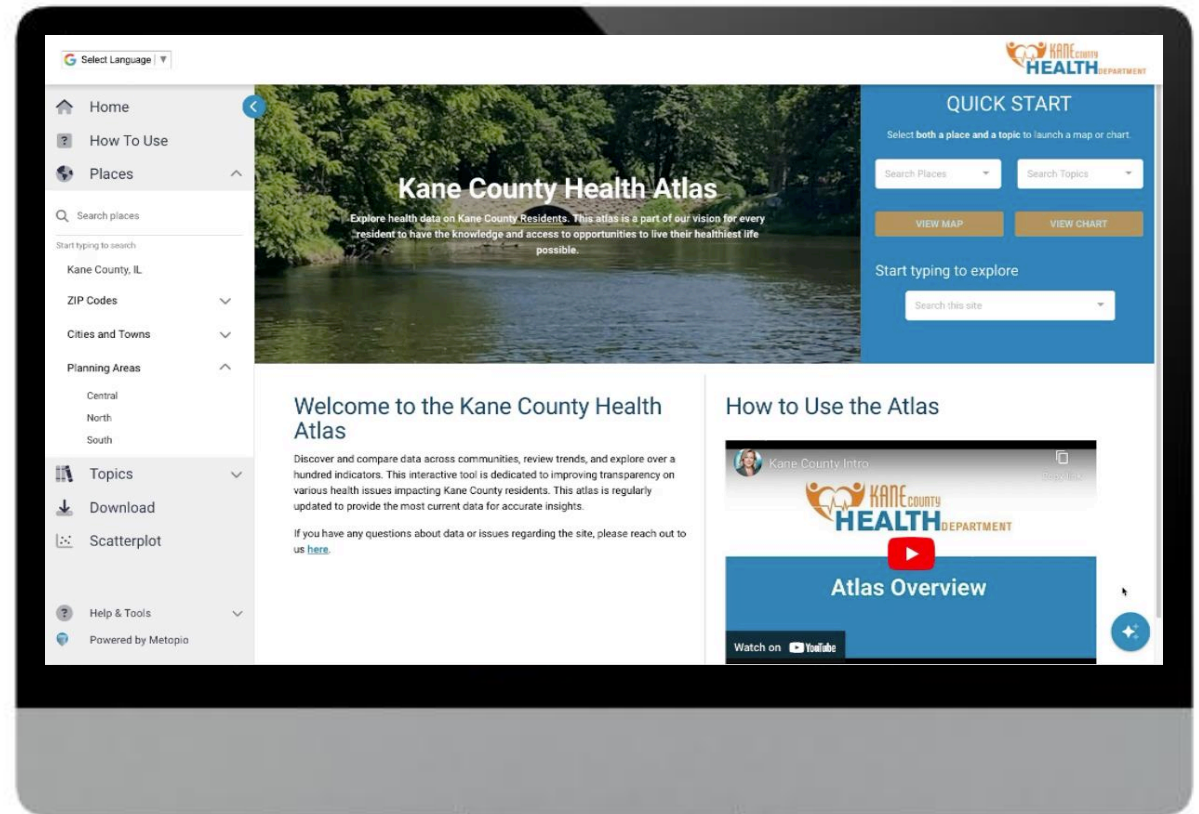 Select Language
KANE COUNTY
HEALTH DEPARTMENT
Home
How To Use
Places
Search places
Start typing to search
Kane County, IL
ZIP Codes
Cities and Towns
Planning Areas
Central
North
South
Topics
Download
Scatterplot
Help & Tools
Powered by Metopio
Kane County Health Atlas
Explore health data on Kane County Residents. This atlas is a part of our vision for every
resident to have the knowledge and access to opportunities to live their healthiest life
possible.
QUICK START
Select both a place and a topic to launch a map or chart.
Search Places
Search Topics
VIEW MAP
VIEW CHART
Start typing to explore
Search this site
Welcome to the Kane County Health
Atlas
Discover and compare data across communities, review trends, and explore over a
hundred indicators. This interactive tool is dedicated to improving transparency on
various health issues impacting Kane County residents. This atlas is regularly
updated to provide the most current data for accurate insights.
If you have any questions about data or issues regarding the site, please reach out to
us here.
How to Use the Atlas
Kane County Intro
KANE COUNTY
HEALTH DEPARTMENT
Atlas Overview
Watch on YouTube